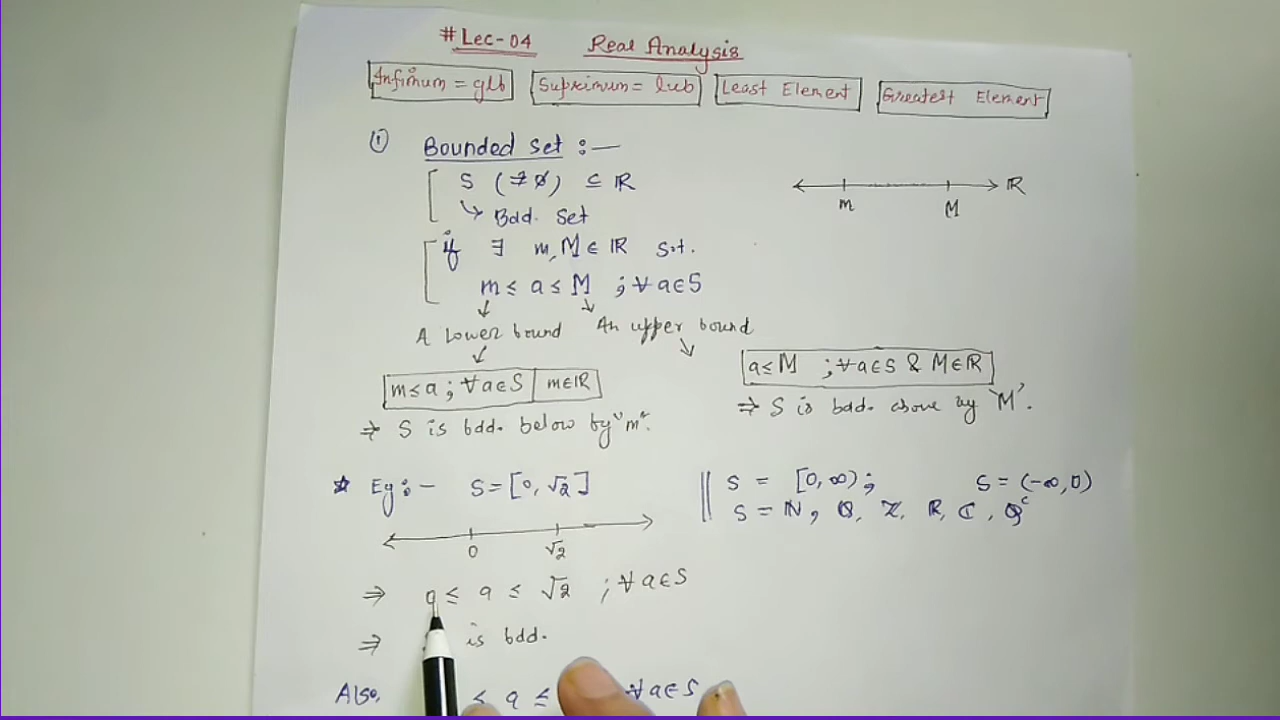 # Lec-04 Real Analysis
Infimum = glb Suprimum = lub Least Element Greatest Element
① Bounded Set :—
S (≠ ∅) ⊆ ℝ
↳ Bdd. Set
if ∃ m, M ∈ ℝ s.t.
m ≤ a ≤ M ; ∀ a∈S
ℝ
m M
A Lower bound An upper bound
m ≤ a ; ∀ a∈S m∈ℝ
⇒ S is bdd. below by "m".
a ≤ M ; ∀ a∈S & M∈ℝ
⇒ S is bdd. above by 'M'.
* Eg:- S = [0, √2]
0 √2
⇒ 0 ≤ a ≤ √2 ; ∀ a∈S
⇒ is bdd.
Also, ≤ a ≤ ∀ a∈S
S = [0, ∞); S = (-∞, 0)
S = ℕ, ℚ, ℤ, ℝ, ℂ, ℚᶜ